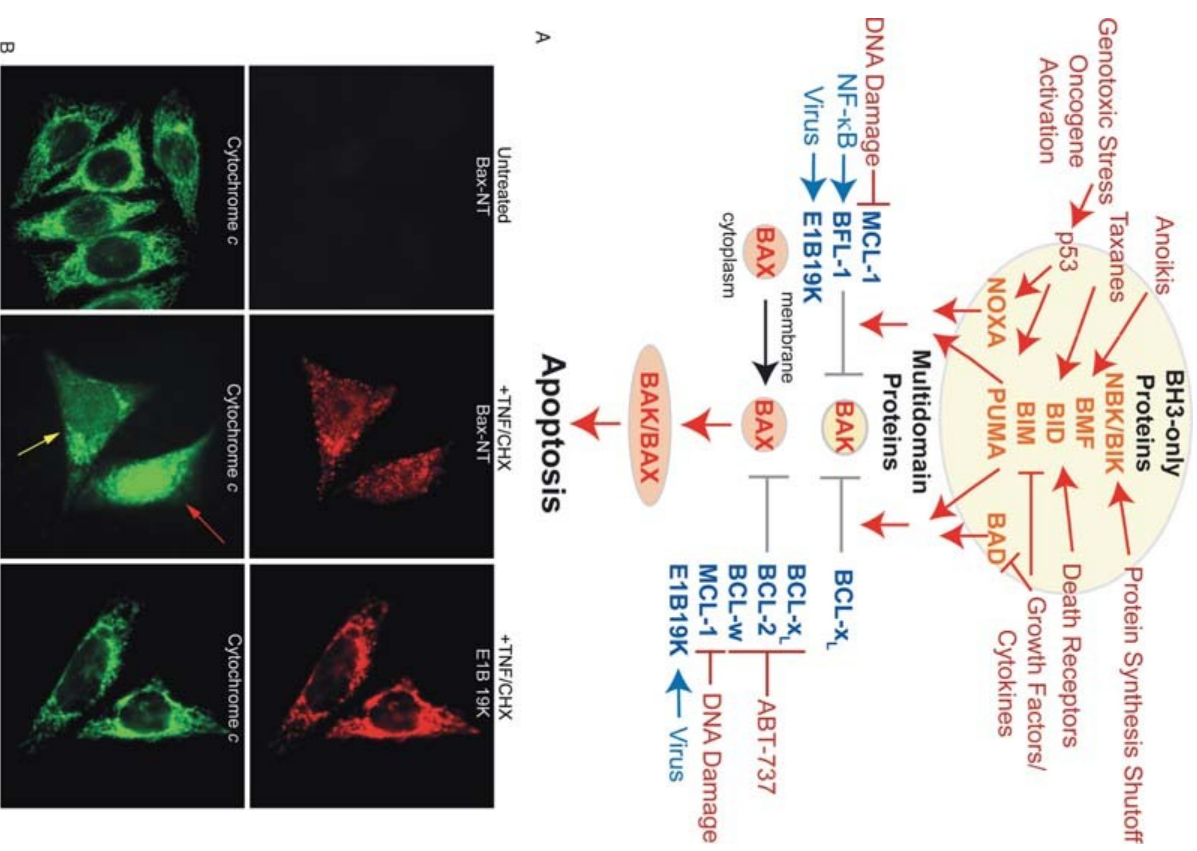 A
BH3-only
Proteins
Anoikis
Taxanes
Genotoxic Stress
Oncogene
Activation
p53
Protein Synthesis Shutoff
Death Receptors
Growth Factors/
Cytokines
NBK/BIK
BMF
BID
BIM
PUMA
NOXA
BAD
Multidomain
Proteins
DNA Damage
NF-κB
Virus
MCL-1
BFL-1
E1B19K
BAK
BCL-xL
BAX
cytoplasm
membrane
BAX
BCL-xL
BCL-2
BCL-w
MCL-1
E1B19K
ABT-737
DNA Damage
Virus
BAK/BAX
Apoptosis
B
Untreated
Bax-NT
+TNF/CHX
Bax-NT
+TNF/CHX
E1B 19K
Cytochrome c
Cytochrome c
Cytochrome c